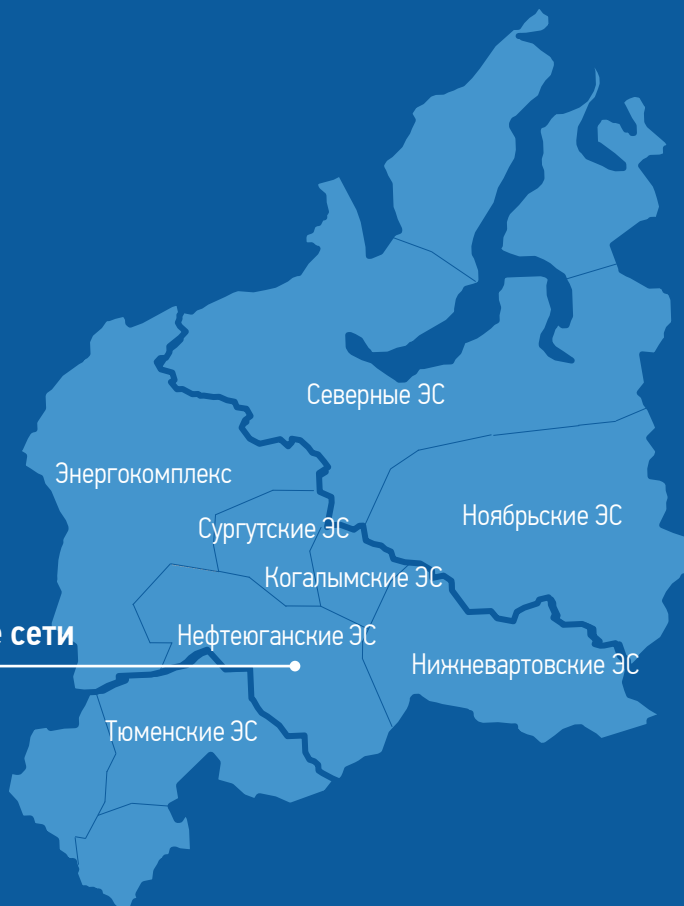 Северные ЭС
Энергокомплекс
Ноябрьские ЭС
Сургутские ЭС
Когалымские ЭС
е сети
Нефтеюганские ЭС
Нижневартовские ЭС
Тюменские ЭС